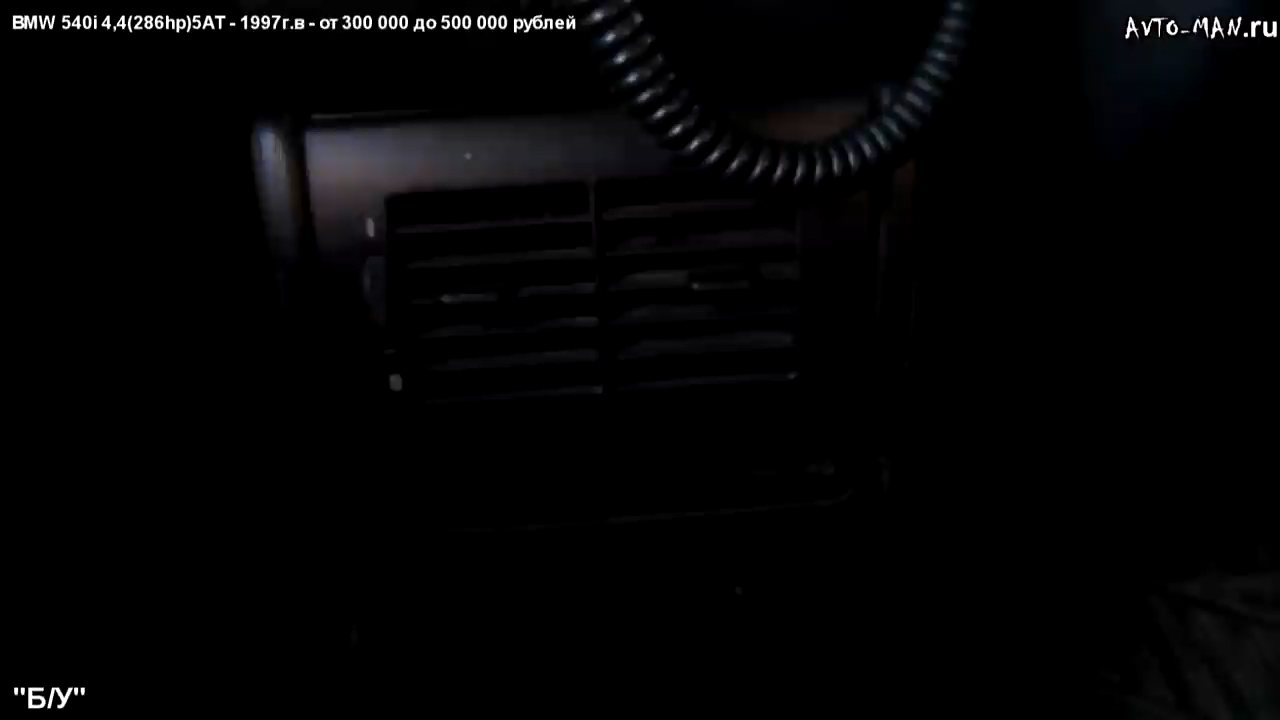 BMW 540i 4,4(286hp)5AT - 1997г.в - от 300 000 до 500 000 рублей
AVTO-MAN.ru
"Б/У"